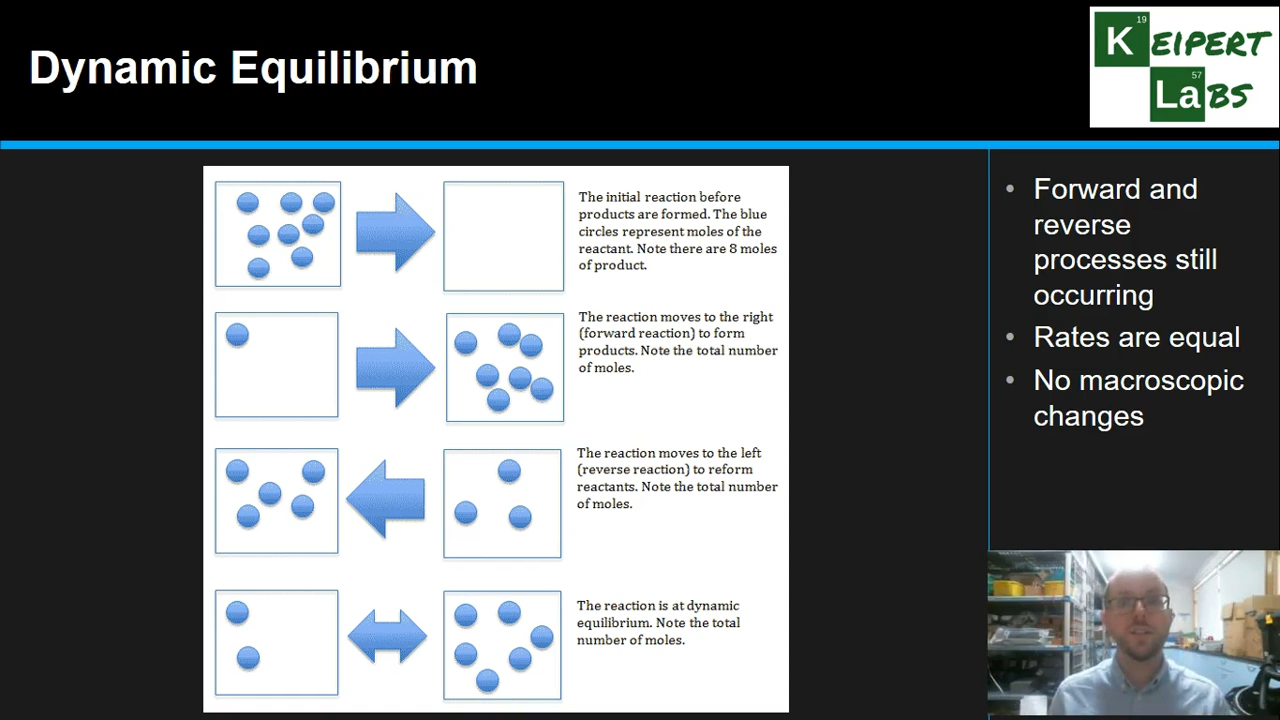 Dynamic Equilibrium
19
K EIPERT
57
La BS
The initial reaction before
products are formed. The blue
circles represent moles of the
reactant. Note there are 8 moles
of product.
The reaction moves to the right
(forward reaction) to form
products. Note the total number
of moles.
The reaction moves to the left
(reverse reaction) to reform
reactants. Note the total number
of moles.
The reaction is at dynamic
equilibrium. Note the total
number of moles.
• Forward and
reverse
processes still
occurring
• Rates are equal
• No macroscopic
changes